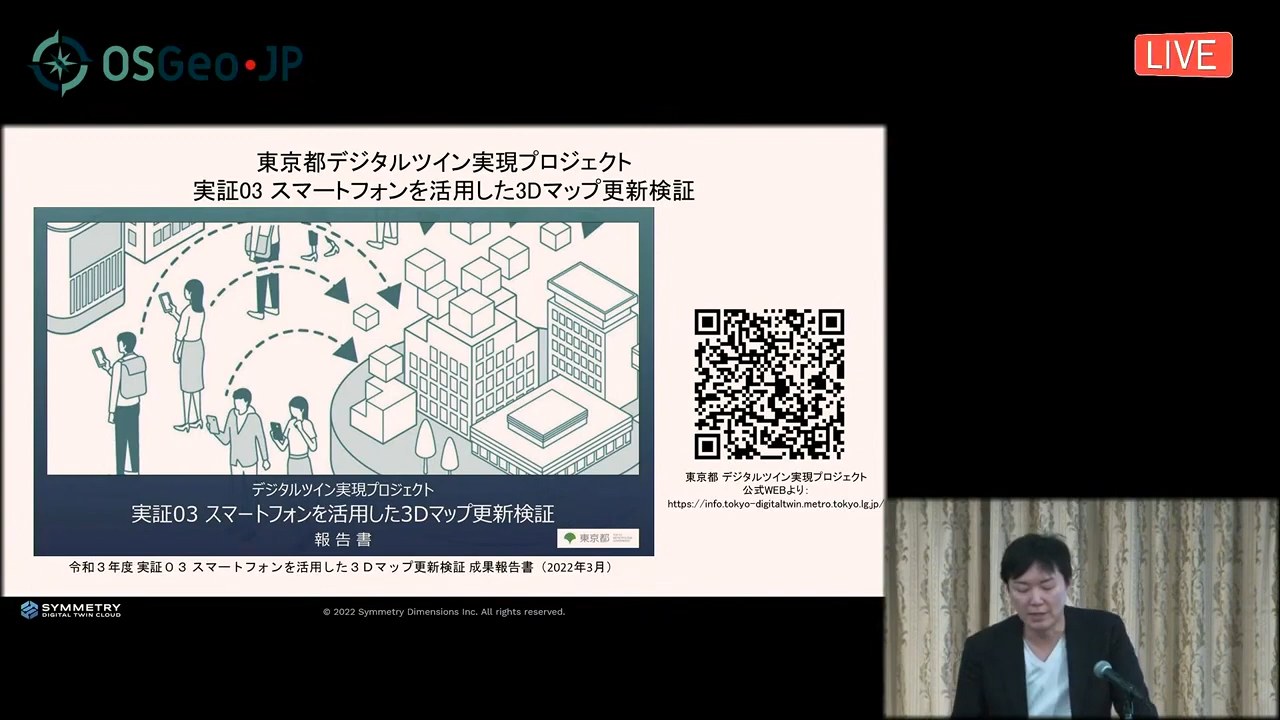 OSGeo・JP
LIVE
東京都デジタルツイン実現プロジェクト
実証03 スマートフォンを活用した3Dマップ更新検証
デジタルツイン実現プロジェクト
実証03 スマートフォンを活用した3Dマップ更新検証
報告書
東京都
令和3年度 実証03 スマートフォンを活用した3Dマップ更新検証 成果報告書（2022年3月）
東京都 デジタルツイン実現プロジェクト
公式WEBより:
https://info.tokyo-digitaltwin.metro.tokyo.lg.jp/
SYMMETRY
DIGITAL TWIN CLOUD
© 2022 Symmetry Dimensions Inc. All rights reserved.